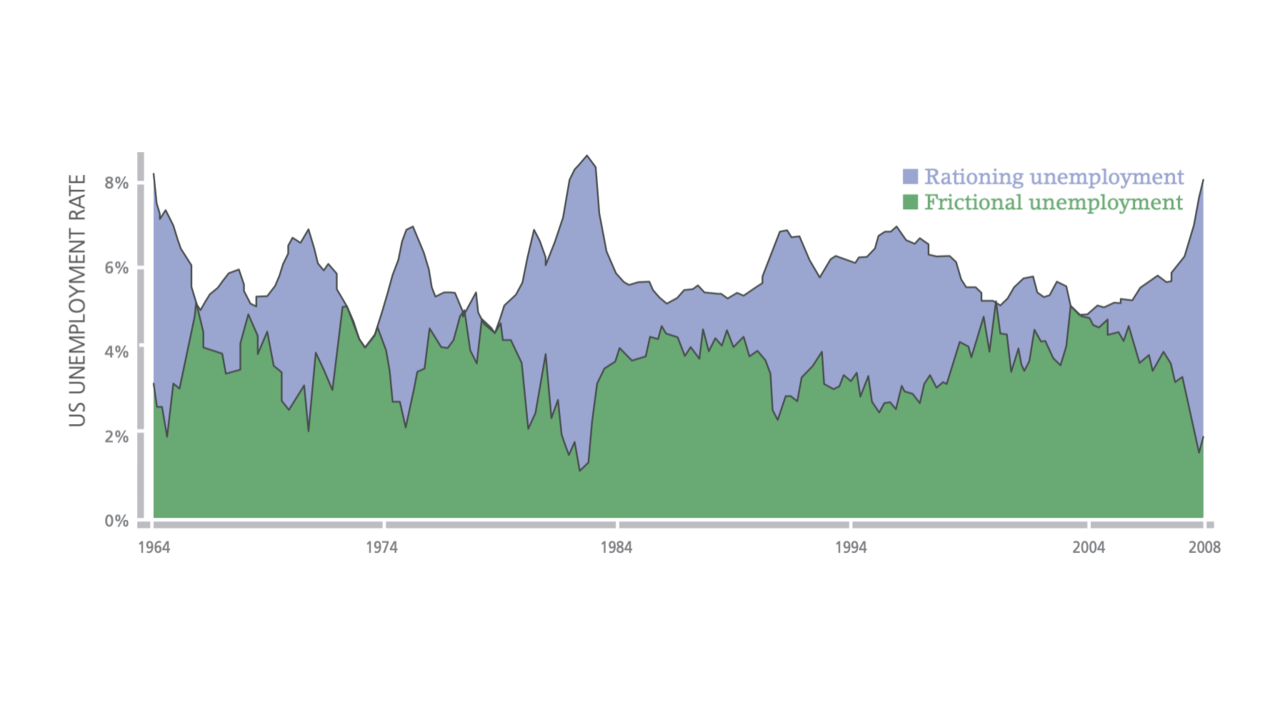 US UNEMPLOYMENT RATE
8%
6%
4%
2%
0%
Rationing unemployment
Frictional unemployment
1964 1974 1984 1994 2004 2008